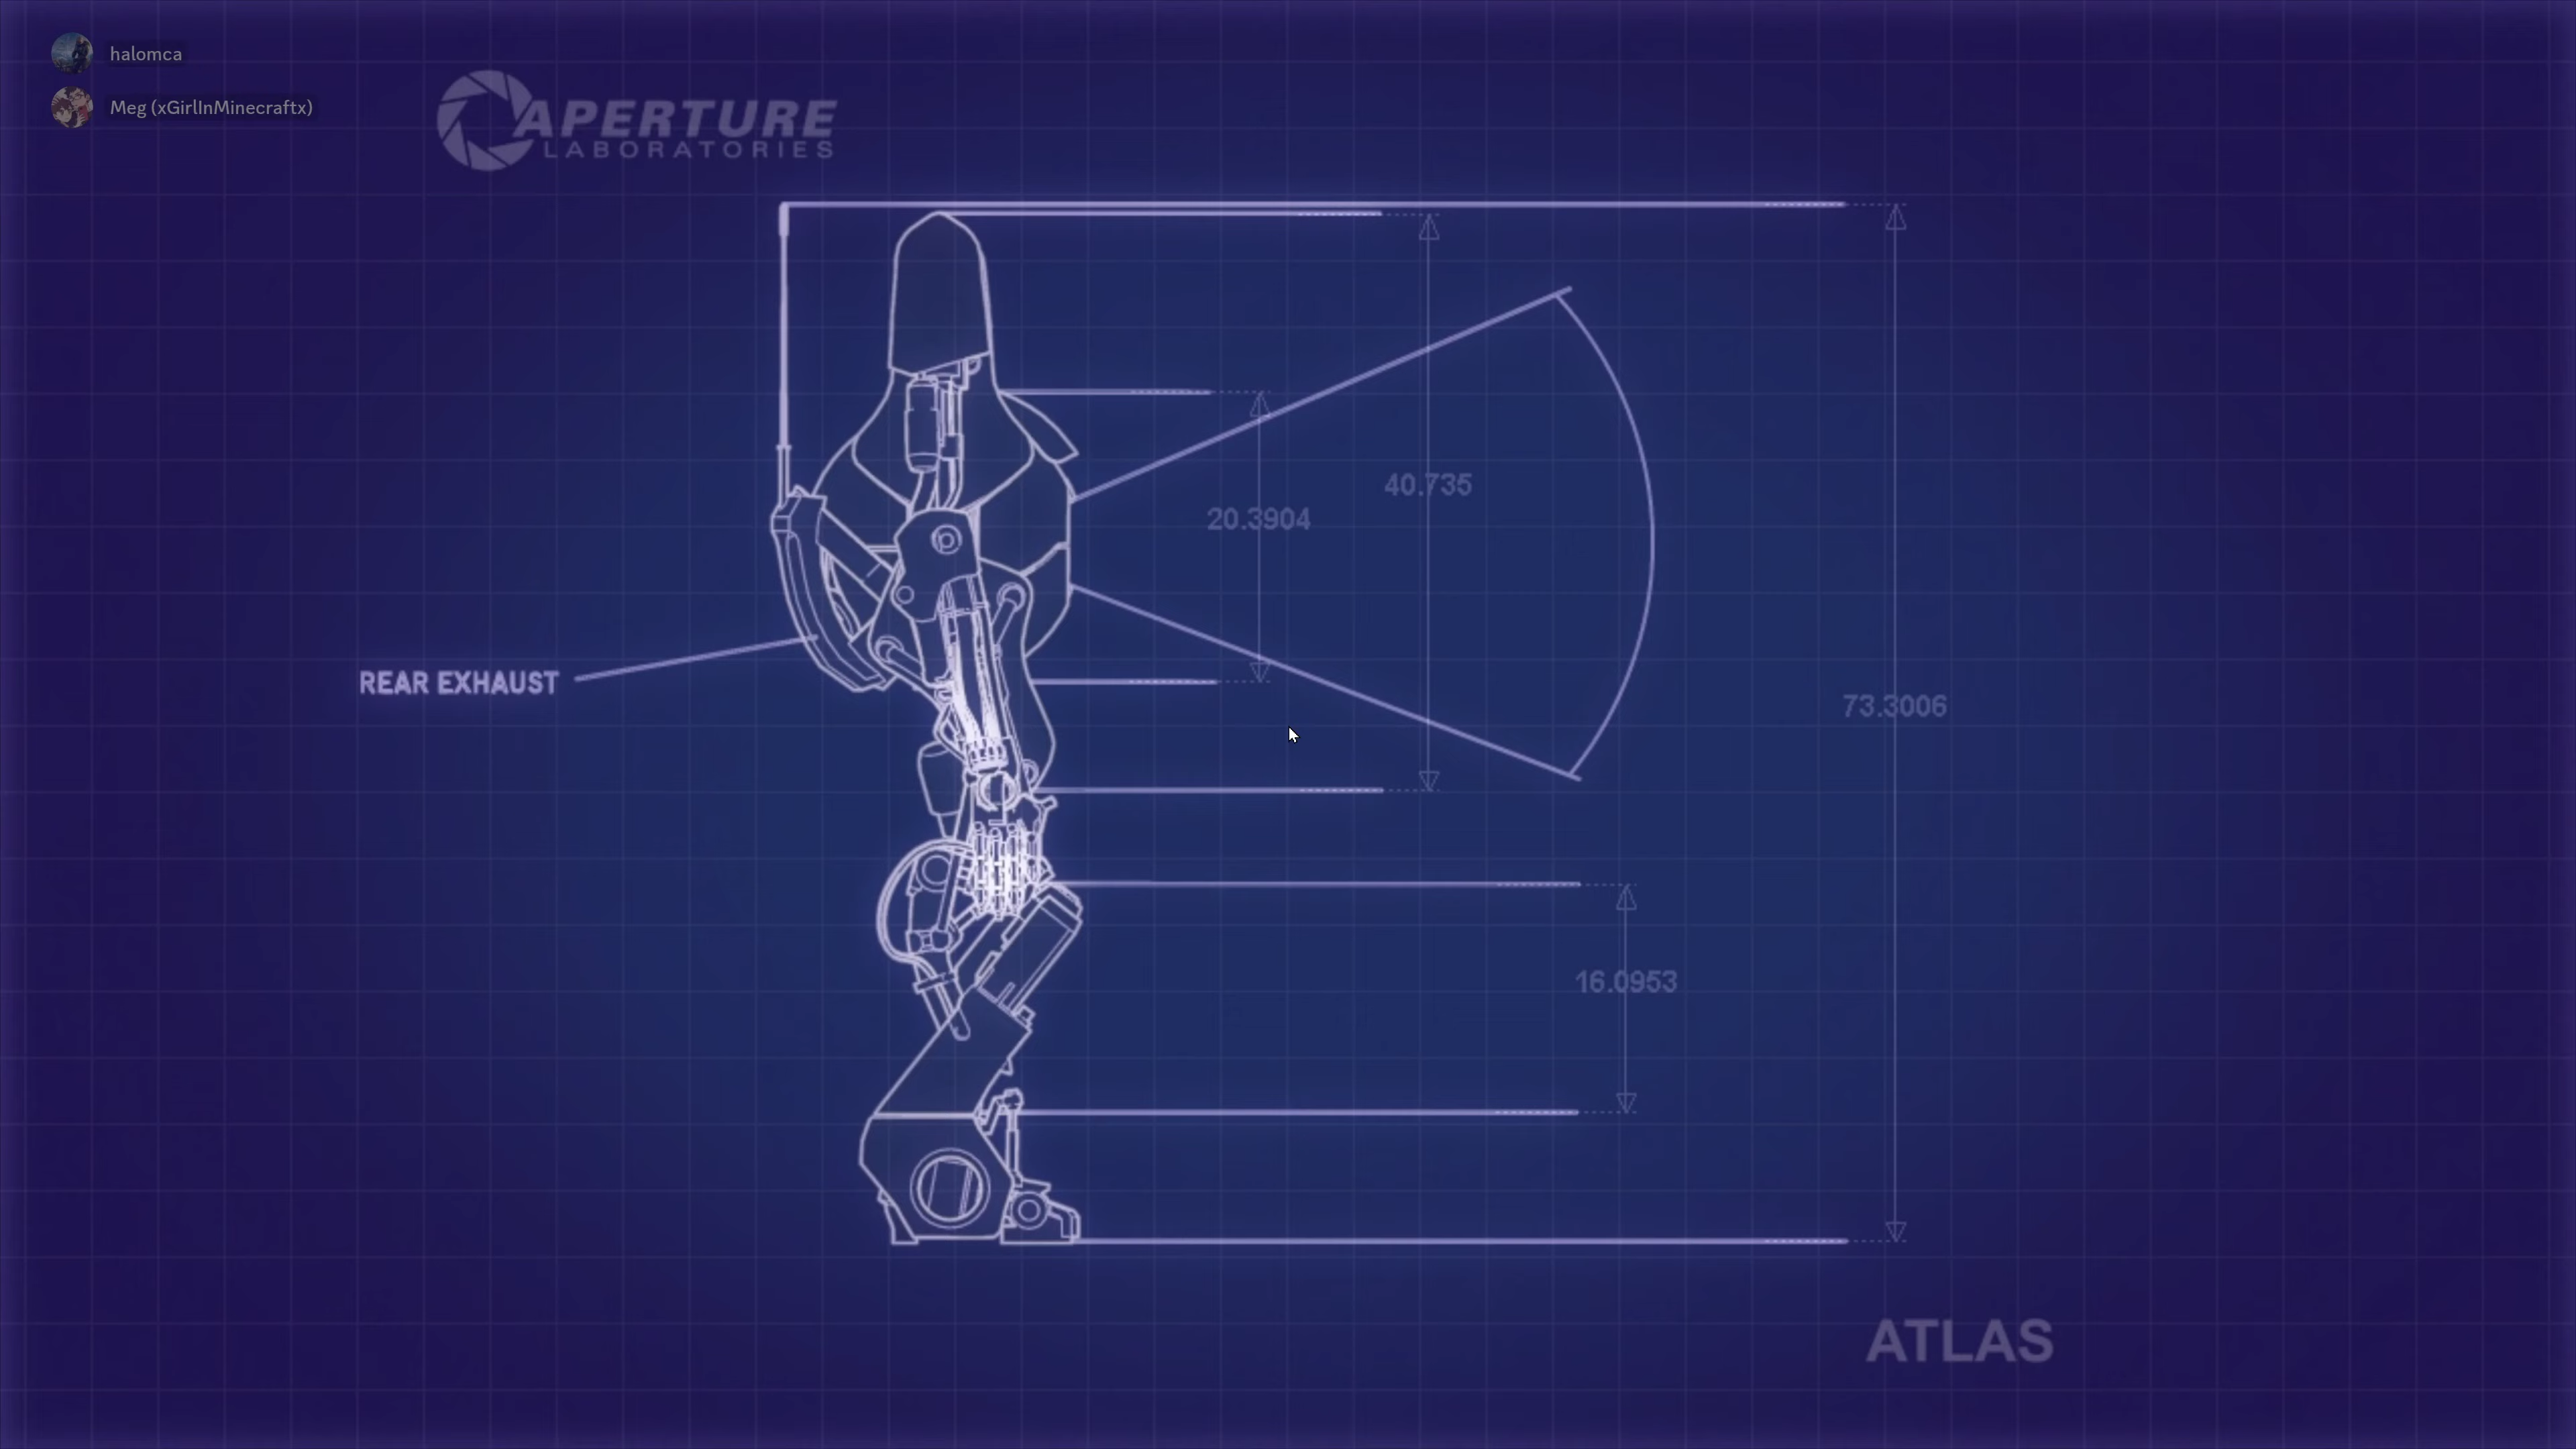 halomca
Meg (xGirlInMinecraftx)
APERTURE
LABORATORIES
40.735
20.3904
REAR EXHAUST
73.3006
16.0953
ATLAS